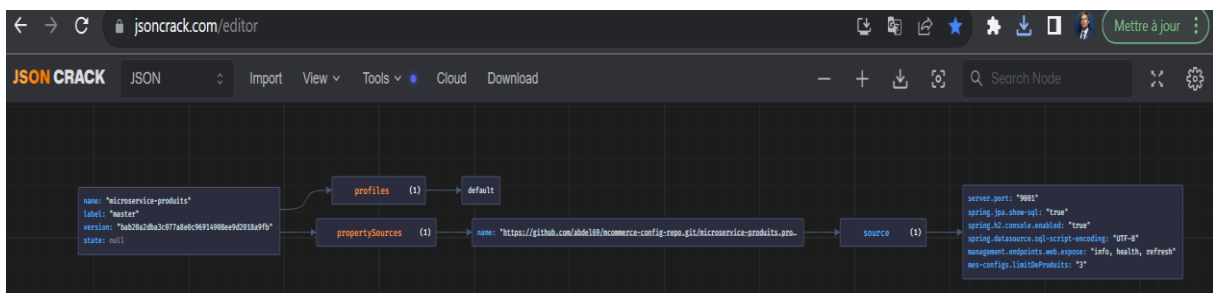 jsoncrack.com/editor
Mettre à jour
JSON CRACK JSON Import View Tools Cloud Download Search Node
name: "microservice-produits"
label: "master"
version: "bab20a2dba3c077a8e0c96914908ee9d2018a9fb"
state: null
profiles (1)
default
propertySources (1)
name: "https://github.com/abdel69/mcommerce-config-repo.git/microservice-produits.pro…
source (1)
server.port: "9001"
spring.jpa.show-sql: "true"
spring.h2.console.enabled: "true"
spring.datasource.sql-script-encoding: "UTF-8"
management.endpoints.web.expose: "info, health, refresh"
mes-configs.limitDeProduits: "3"